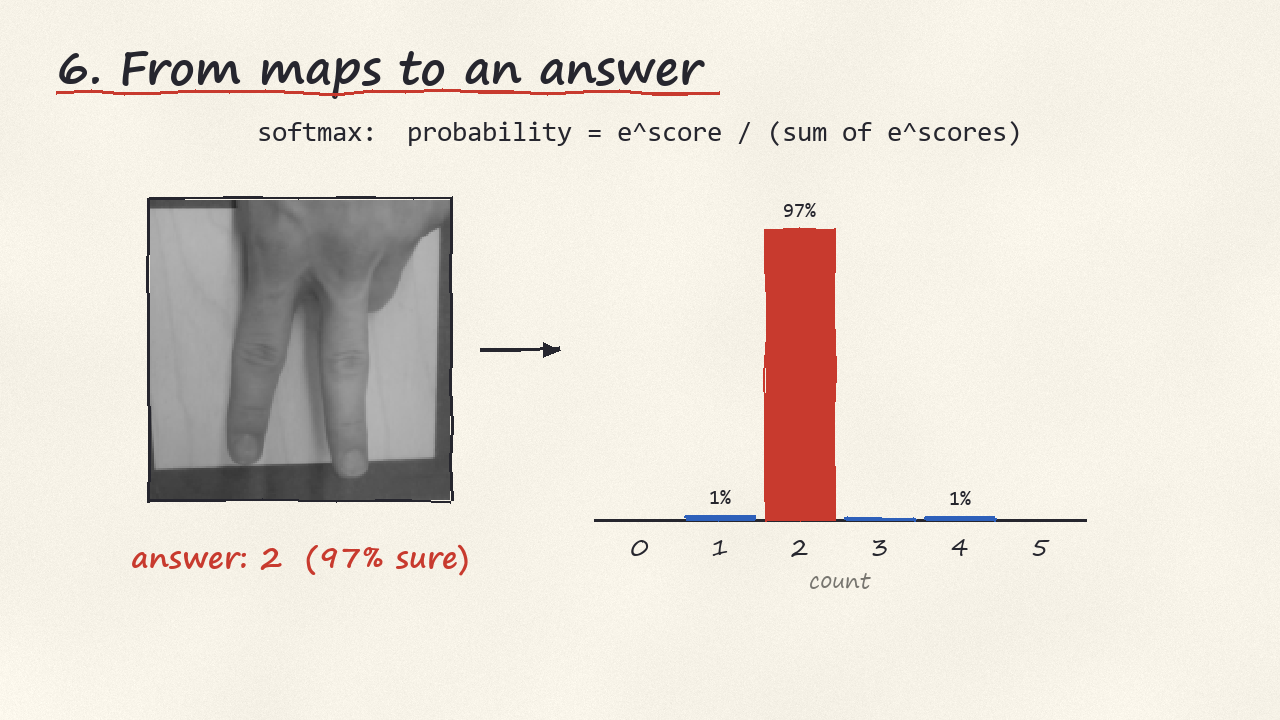 6. From maps to an answer
softmax: probability = e^score / (sum of e^scores)
97%
1%
1%
0 1 2 3 4 5
count
answer: 2 (97% sure)